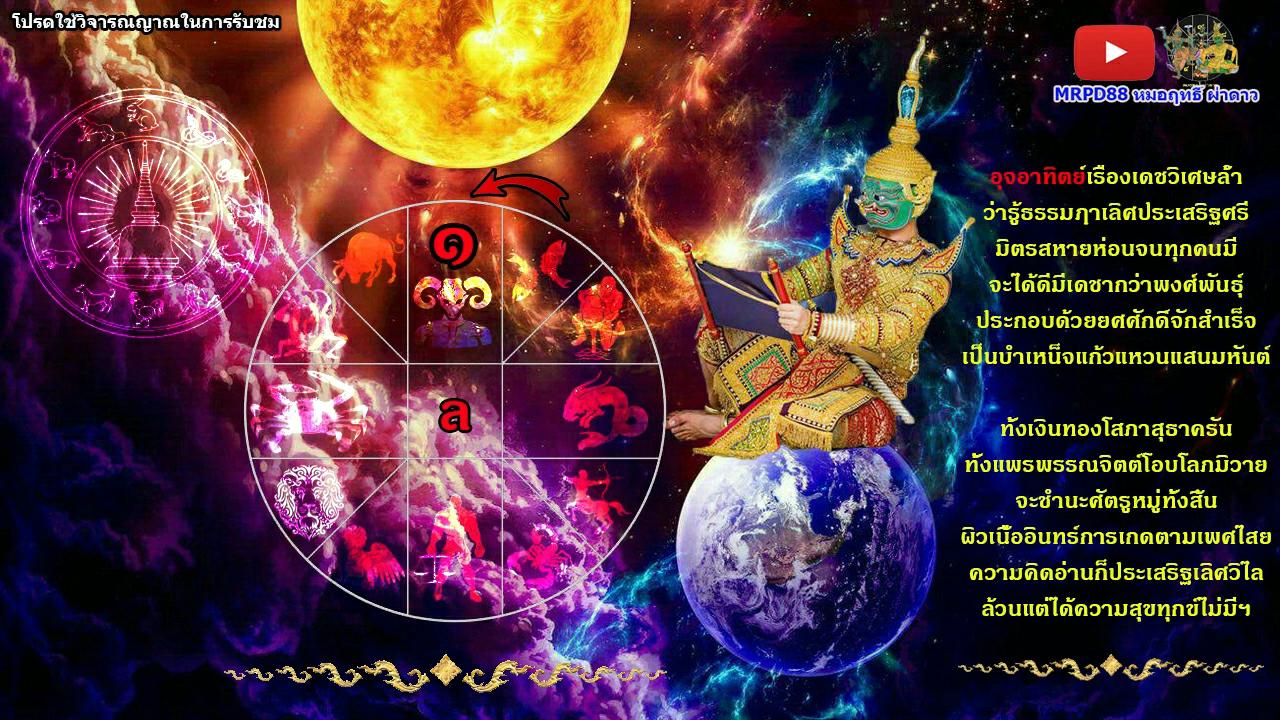 โปรดใช้วิจารณญาณในการรับชม
MRPD88 หมอฤทธิ์ ผ่าดาว
อุจอาทิตย์เรืองเดชวิเศษล้ำ
ว่ารู้ธรรมฦาเลิศประเสริฐศรี
มิตรสหายห่อนจนทุกคนมี
จะได้ดีมีเดชากว่าพงศ์พันธุ์
ประกอบด้วยยศศักดิ์จักสำเร็จ
เป็นบำเหน็จแก้วแหวนแสนมหันต์
ทั้งเงินทองโสภาสุธาครัน
ทั้งแพรพรรณจิตต์โอบโลภมิวาย
จะชำนะศัตรูหมู่ทั้งสิ้น
ผิวเนื้ออินทร์การเกดตามเพศไสย
ความคิดอ่านก็ประเสริฐเลิศวิไล
ล้วนแต่ได้ความสุขทุกข์ไม่มีฯ
๑
ล